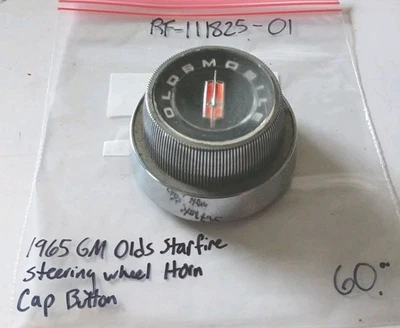 RF-111825-01
OLDSMOBILE
1965 GM Olds Starfire
Steering wheel Horn
Cap Button
60.00